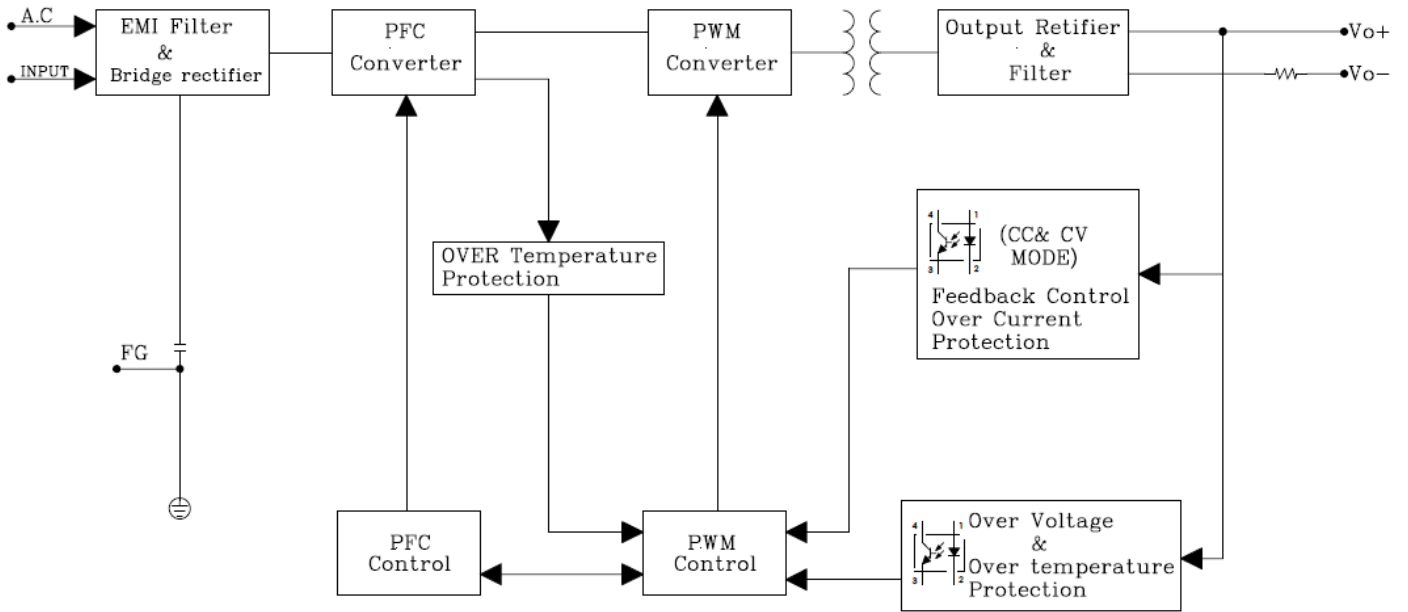 A.C
INPUT
EMI Filter
&
Bridge rectifier
PFC
Converter
PWM
Converter
Output Retifier
&
Filter
Vo+
Vo-
OVER Temperature
Protection
4 1
3 2
(CC& CV
MODE)
Feedback Control
Over Current
Protection
FG
PFC
Control
PWM
Control
4 1
3 2
Over Voltage
&
Over temperature
Protection